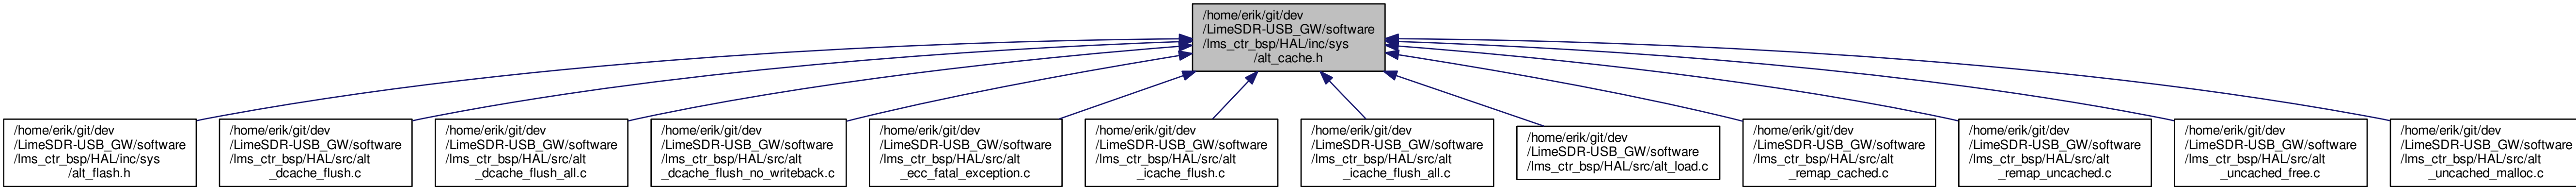 /home/erik/git/dev
/LimeSDR-USB_GW/software
/lms_ctr_bsp/HAL/inc/sys
/alt_cache.h
/home/erik/git/dev
/LimeSDR-USB_GW/software
/lms_ctr_bsp/HAL/inc/sys
/alt_flash.h
/home/erik/git/dev
/LimeSDR-USB_GW/software
/lms_ctr_bsp/HAL/src/alt
_dcache_flush.c
/home/erik/git/dev
/LimeSDR-USB_GW/software
/lms_ctr_bsp/HAL/src/alt
_dcache_flush_all.c
/home/erik/git/dev
/LimeSDR-USB_GW/software
/lms_ctr_bsp/HAL/src/alt
_dcache_flush_no_writeback.c
/home/erik/git/dev
/LimeSDR-USB_GW/software
/lms_ctr_bsp/HAL/src/alt
_ecc_fatal_exception.c
/home/erik/git/dev
/LimeSDR-USB_GW/software
/lms_ctr_bsp/HAL/src/alt
_icache_flush.c
/home/erik/git/dev
/LimeSDR-USB_GW/software
/lms_ctr_bsp/HAL/src/alt
_icache_flush_all.c
/home/erik/git/dev
/LimeSDR-USB_GW/software
/lms_ctr_bsp/HAL/src/alt_load.c
/home/erik/git/dev
/LimeSDR-USB_GW/software
/lms_ctr_bsp/HAL/src/alt
_remap_cached.c
/home/erik/git/dev
/LimeSDR-USB_GW/software
/lms_ctr_bsp/HAL/src/alt
_remap_uncached.c
/home/erik/git/dev
/LimeSDR-USB_GW/software
/lms_ctr_bsp/HAL/src/alt
_uncached_free.c
/home/erik/git/dev
/LimeSDR-USB_GW/software
/lms_ctr_bsp/HAL/src/alt
_uncached_malloc.c